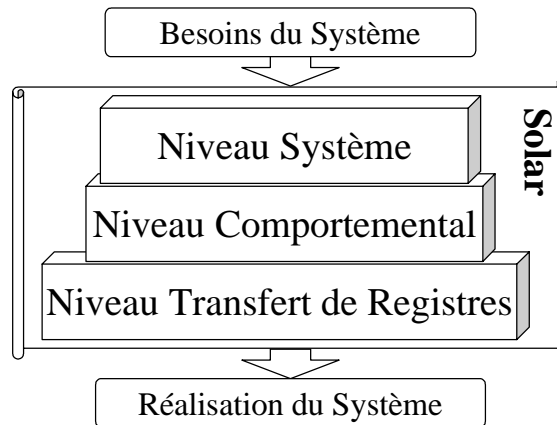 Besoins du Système
Solar
Niveau Système
Niveau Comportemental
Niveau Transfert de Registres
Réalisation du Système